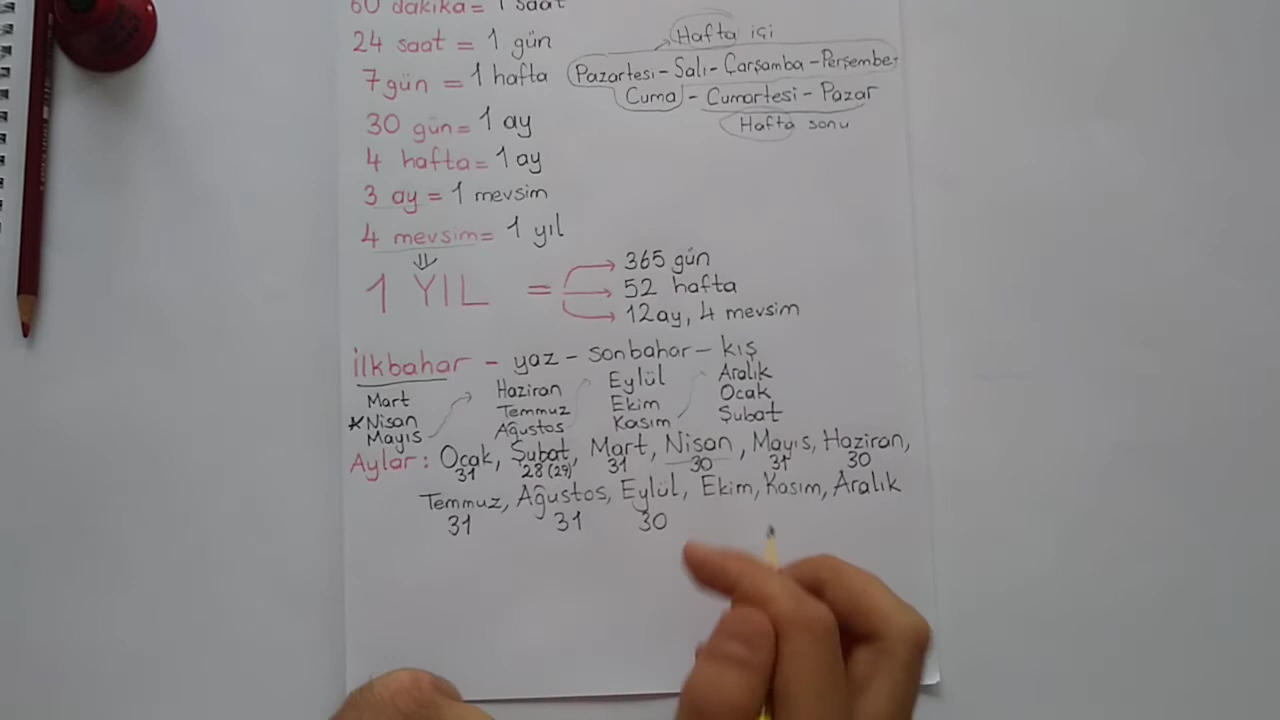 60 dakika = 1 saat
24 saat = 1 gün
7 gün = 1 hafta
30 gün = 1 ay
4 hafta = 1 ay
3 ay = 1 mevsim
4 mevsim = 1 yıl
Hafta içi
Pazartesi - Salı - Çarşamba - Perşembe -
Cuma - Cumartesi - Pazar
Hafta sonu
1 YIL =
365 gün
52 hafta
12 ay, 4 mevsim
İlkbahar - yaz - sonbahar - kış
Mart
Nisan
Mayıs
Haziran
Temmuz
Ağustos
Eylül
Ekim
Kasım
Aralık
Ocak
Şubat
Aylar: Ocak, Şubat, Mart, Nisan, Mayıs, Haziran,
31 28 (29) 31 30 31 30
Temmuz, Ağustos, Eylül, Ekim, Kasım, Aralık
31 31 30